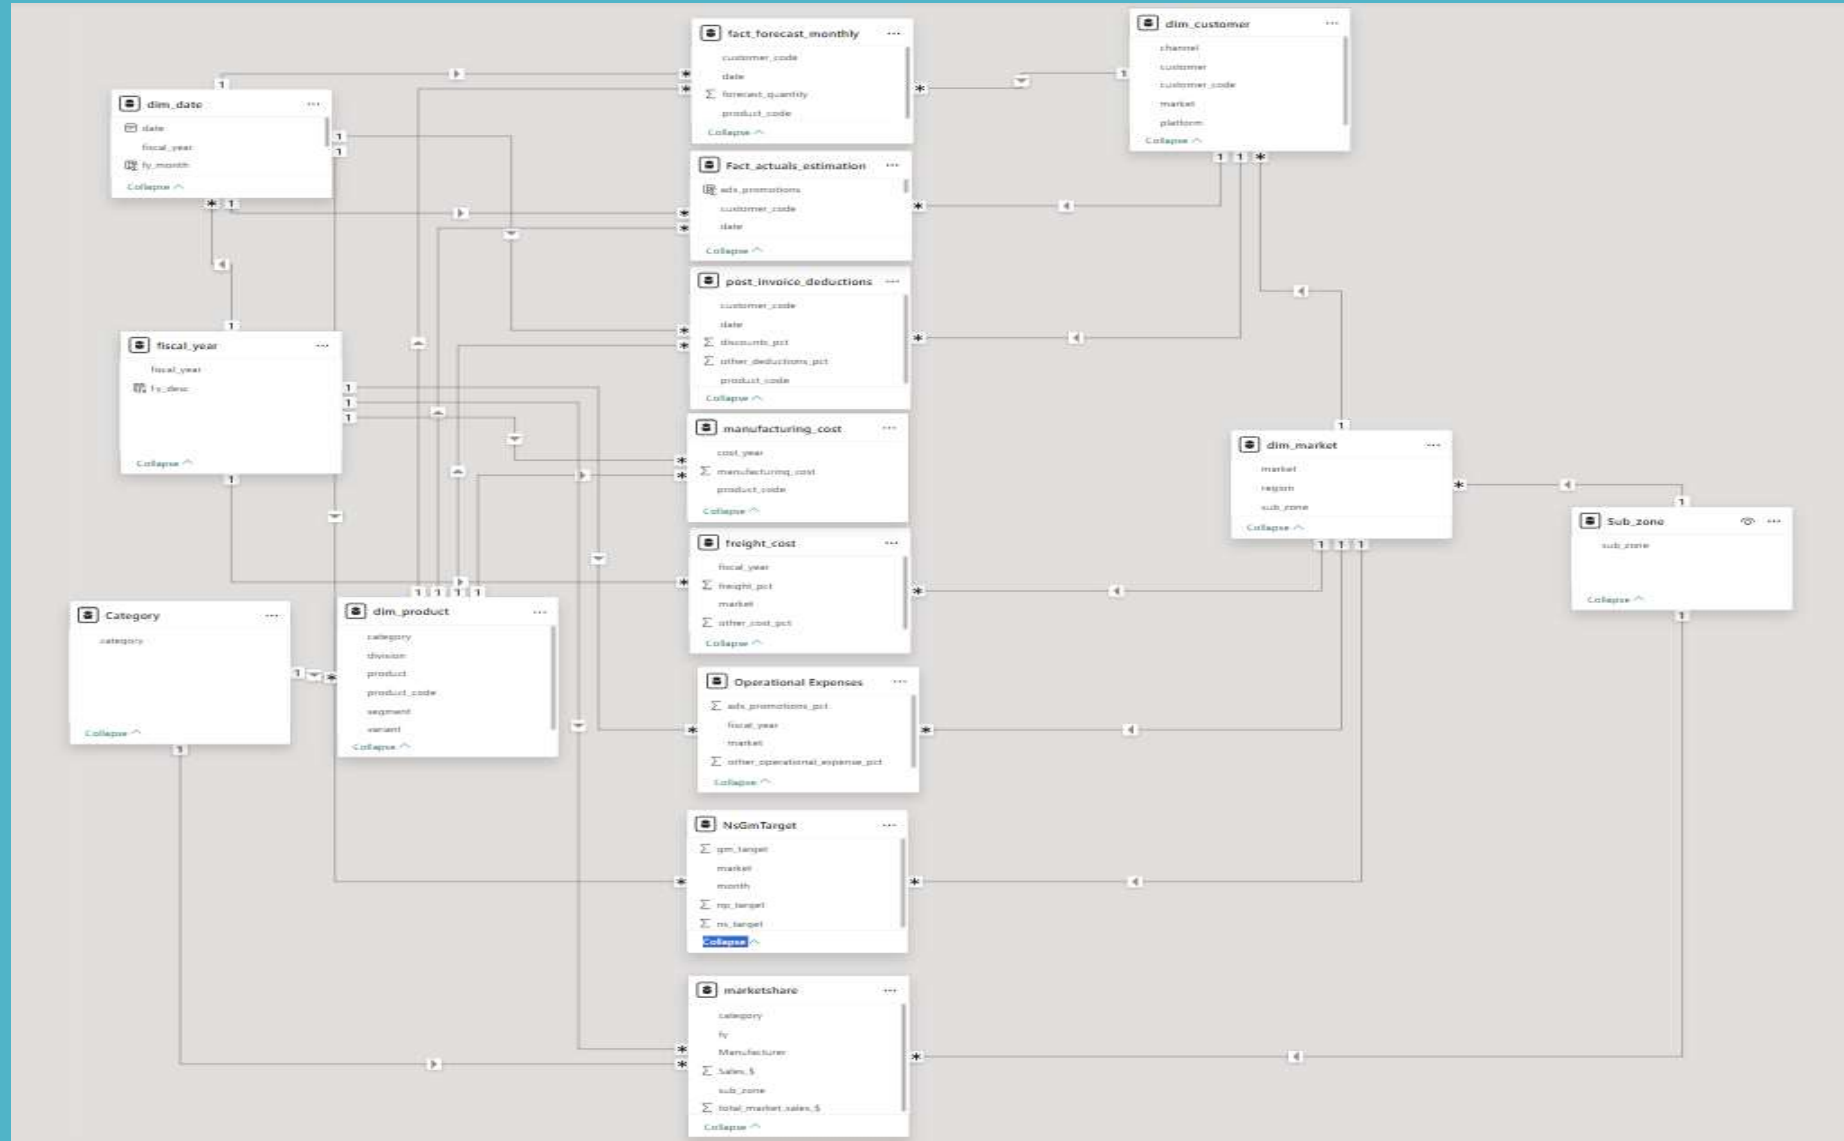 fact_forecast_monthly
customer_code
date
forecast_quantity
product_code
Collapse
dim_customer
channel
customer
customer_code
market
platform
Collapse
dim_date
date
fiscal_year
fy_month
Collapse
Fact_actuals_estimation
ads_promotions
customer_code
date
Collapse
post_invoice_deductions
customer_code
date
discounts_pct
other_deductions_pct
product_code
Collapse
fiscal_year
fiscal_year
fy_desc
Collapse
manufacturing_cost
cost_year
manufacturing_cost
product_code
Collapse
dim_market
market
region
sub_zone
Collapse
Sub_zone
sub_zone
Collapse
freight_cost
fiscal_year
freight_pct
market
other_cost_pct
Collapse
Category
category
Collapse
dim_product
category
division
product
product_code
segment
variant
Collapse
Operational Expenses
ads_promotions_pct
fiscal_year
market
other_operational_expense_pct
Collapse
NsGmTarget
gm_target
market
month
np_target
ns_target
Collapse
marketshare
category
fy
Manufacturer
Sales_$
sub_zone
total_market_sales_$
Collapse